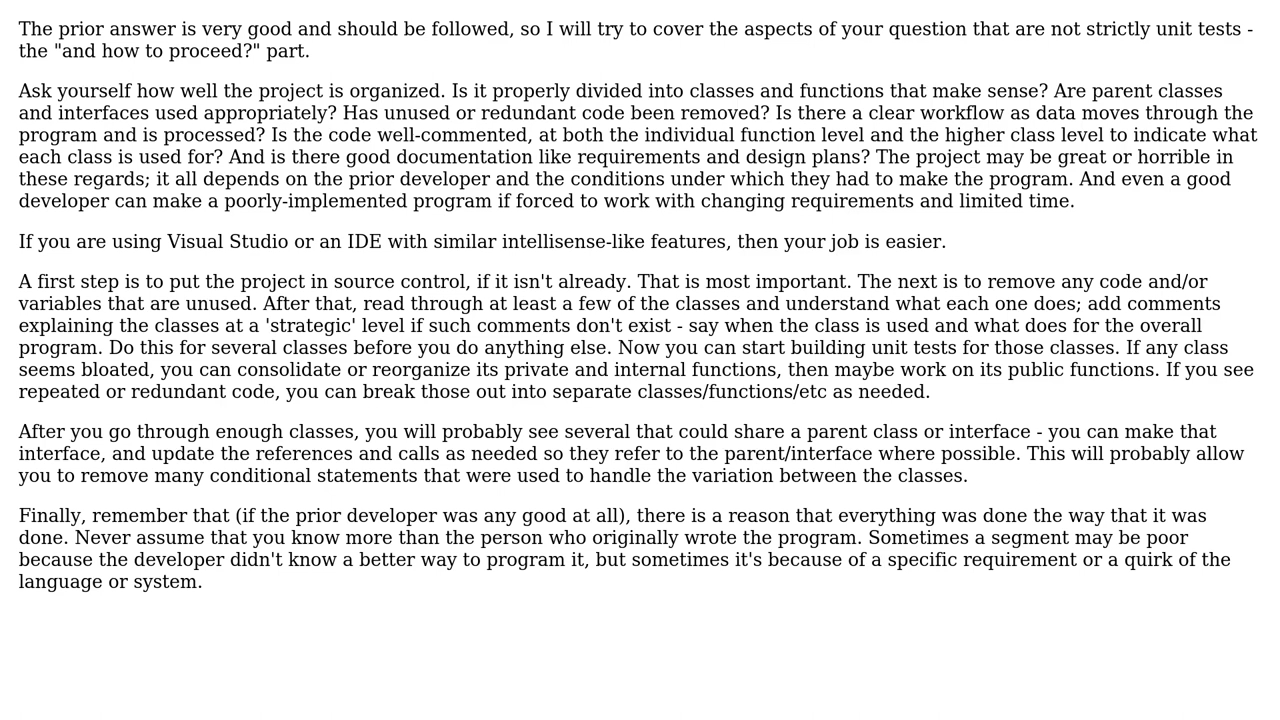 The prior answer is very good and should be followed, so I will try to cover the aspects of your question that are not strictly unit tests -
the "and how to proceed?" part.
Ask yourself how well the project is organized. Is it properly divided into classes and functions that make sense? Are parent classes
and interfaces used appropriately? Has unused or redundant code been removed? Is there a clear workflow as data moves through the
program and is processed? Is the code well-commented, at both the individual function level and the higher class level to indicate what
each class is used for? And is there good documentation like requirements and design plans? The project may be great or horrible in
these regards; it all depends on the prior developer and the conditions under which they had to make the program. And even a good
developer can make a poorly-implemented program if forced to work with changing requirements and limited time.
If you are using Visual Studio or an IDE with similar intellisense-like features, then your job is easier.
A first step is to put the project in source control, if it isn't already. That is most important. The next is to remove any code and/or
variables that are unused. After that, read through at least a few of the classes and understand what each one does; add comments
explaining the classes at a 'strategic' level if such comments don't exist - say when the class is used and what does for the overall
program. Do this for several classes before you do anything else. Now you can start building unit tests for those classes. If any class
seems bloated, you can consolidate or reorganize its private and internal functions, then maybe work on its public functions. If you see
repeated or redundant code, you can break those out into separate classes/functions/etc as needed.
After you go through enough classes, you will probably see several that could share a parent class or interface - you can make that
interface, and update the references and calls as needed so they refer to the parent/interface where possible. This will probably allow
you to remove many conditional statements that were used to handle the variation between the classes.
Finally, remember that (if the prior developer was any good at all), there is a reason that everything was done the way that it was
done. Never assume that you know more than the person who originally wrote the program. Sometimes a segment may be poor
because the developer didn't know a better way to program it, but sometimes it's because of a specific requirement or a quirk of the
language or system.